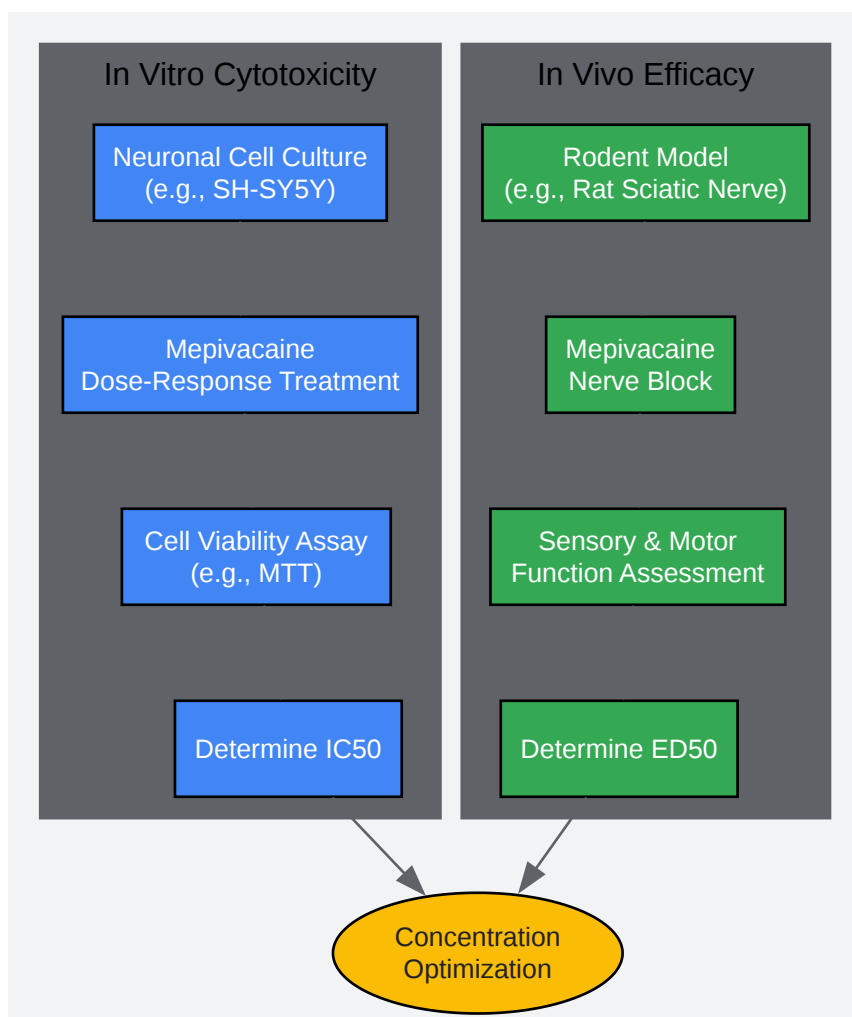 In Vitro Cytotoxicity
Neuronal Cell Culture
(e.g., SH-SY5Y)
Mepivacaine
Dose-Response Treatment
Cell Viability Assay
(e.g., MTT)
Determine IC50
In Vivo Efficacy
Rodent Model
(e.g., Rat Sciatic Nerve)
Mepivacaine
Nerve Block
Sensory & Motor
Function Assessment
Determine ED50
Concentration
Optimization